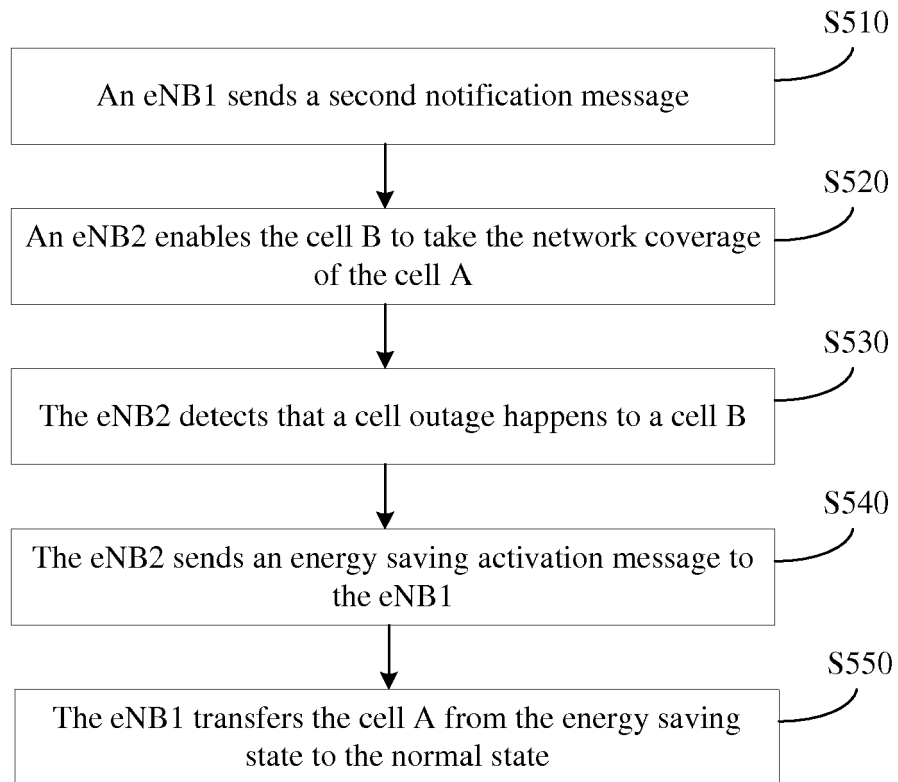 S510
An eNB1 sends a second notification message
S520
An eNB2 enables the cell B to take the network coverage
of the cell A
S530
The eNB2 detects that a cell outage happens to a cell B
S540
The eNB2 sends an energy saving activation message to
the eNB1
S550
The eNB1 transfers the cell A from the energy saving
state to the normal state